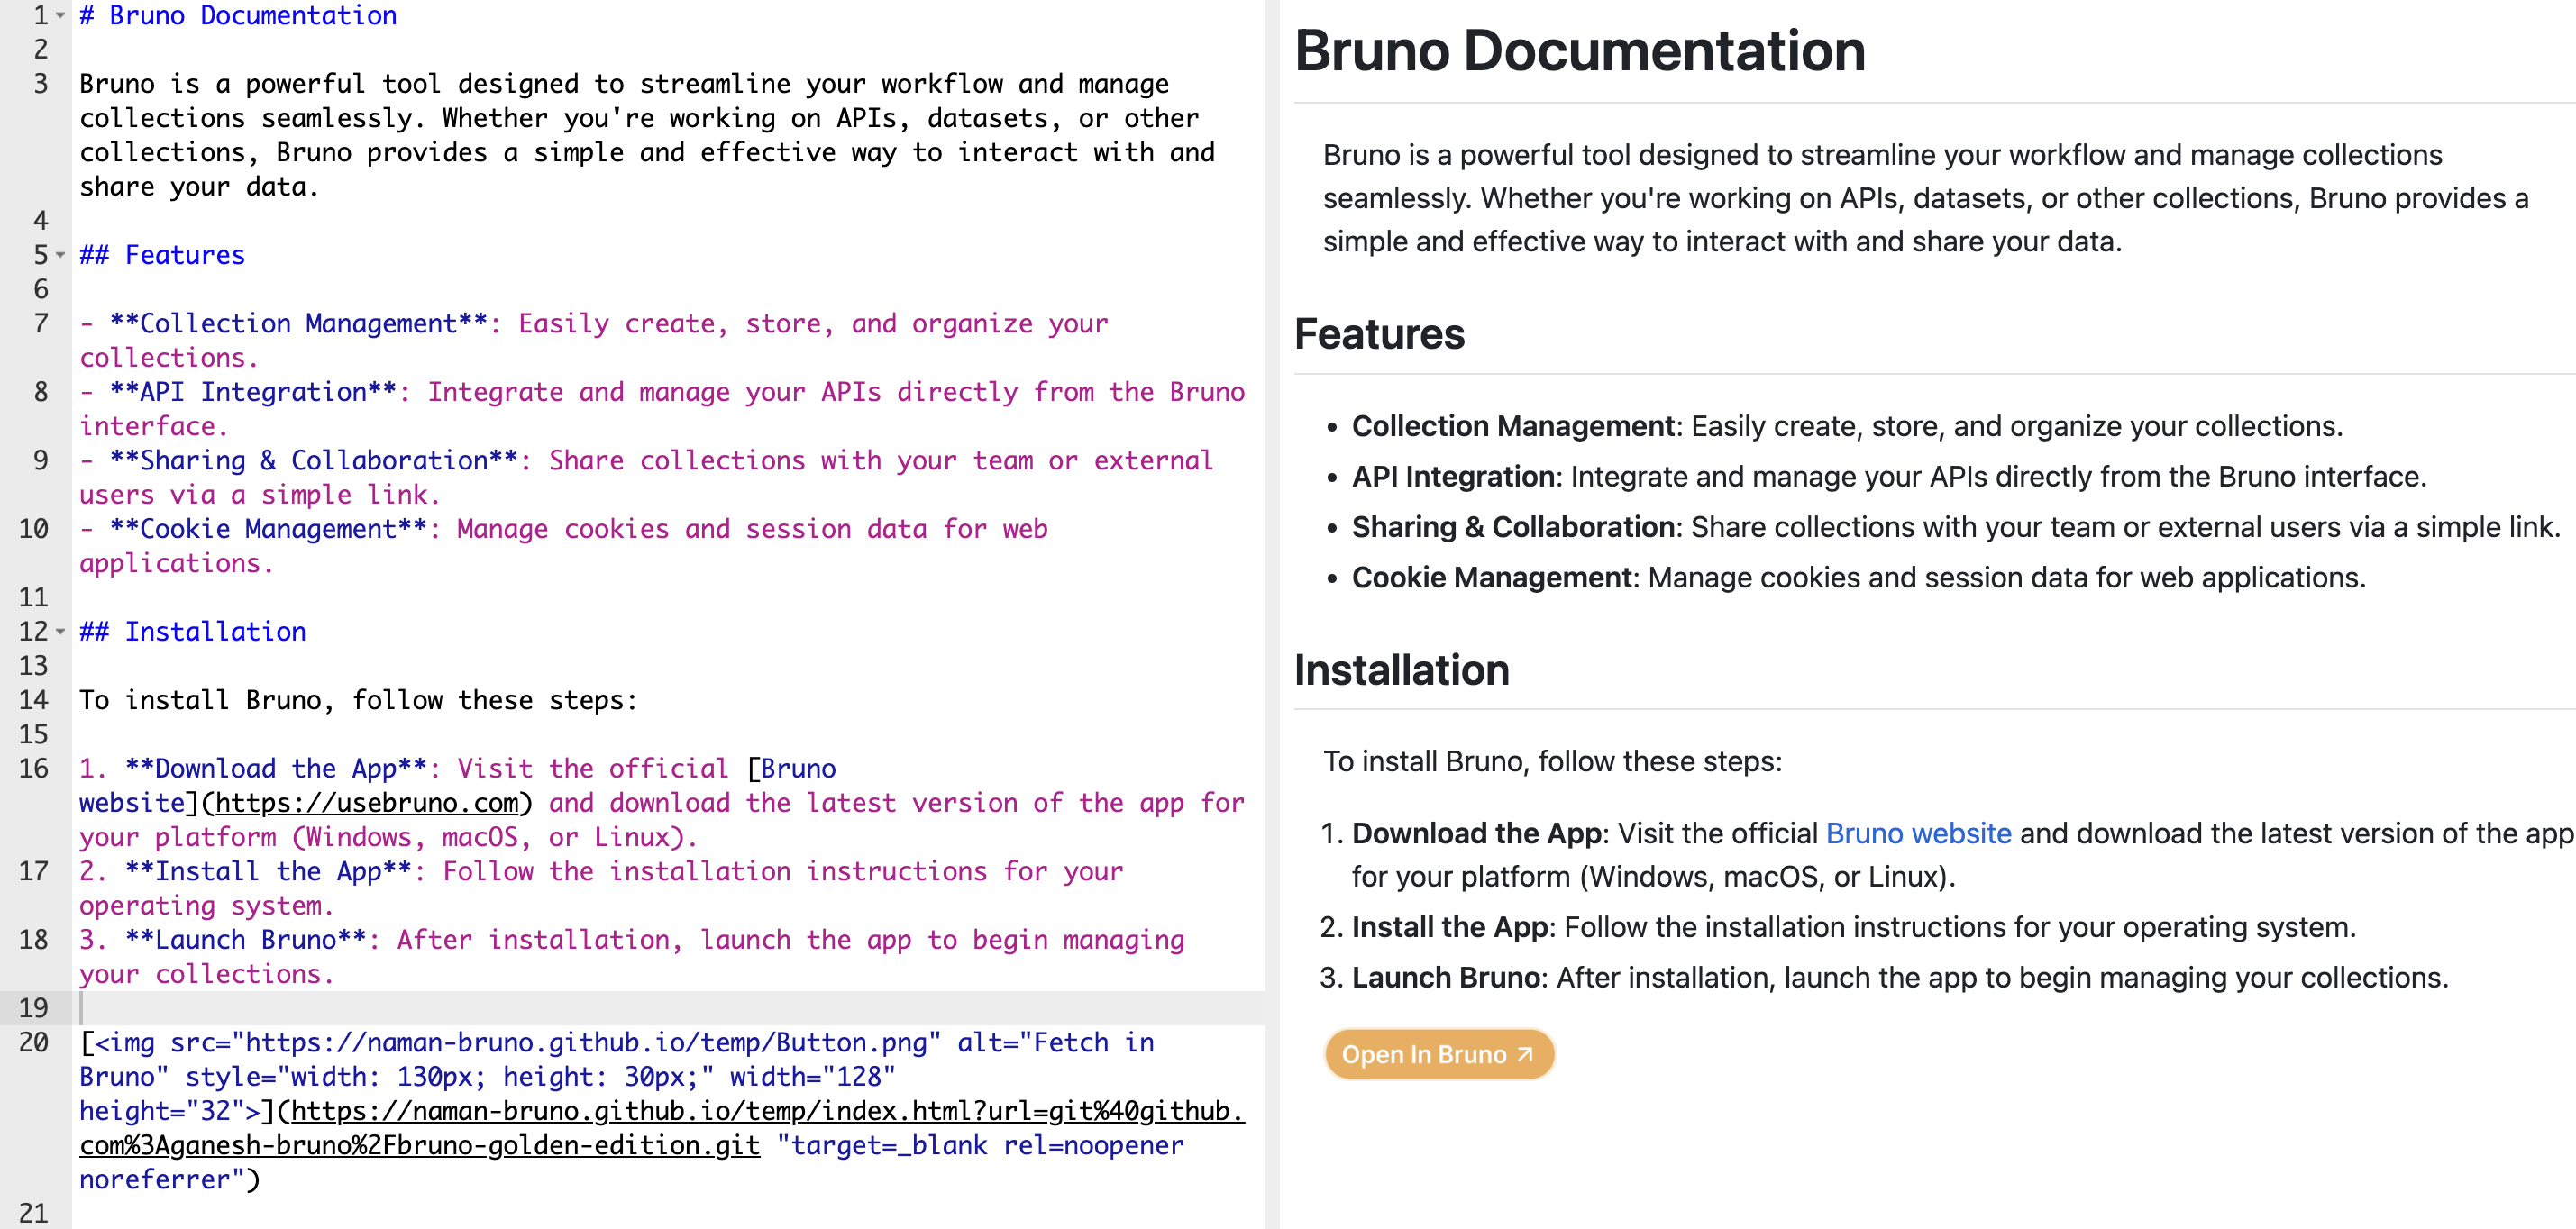 1 # Bruno Documentation
2
3 Bruno is a powerful tool designed to streamline your workflow and manage
collections seamlessly. Whether you're working on APIs, datasets, or other
collections, Bruno provides a simple and effective way to interact with and
share your data.
4
5 ## Features
6
7 - **Collection Management**: Easily create, store, and organize your
collections.
8 - **API Integration**: Integrate and manage your APIs directly from the Bruno
interface.
9 - **Sharing & Collaboration**: Share collections with your team or external
users via a simple link.
10 - **Cookie Management**: Manage cookies and session data for web
applications.
11
12 ## Installation
13
14 To install Bruno, follow these steps:
15
16 1. **Download the App**: Visit the official [Bruno
website](https://usebruno.com) and download the latest version of the app for
your platform (Windows, macOS, or Linux).
17 2. **Install the App**: Follow the installation instructions for your
operating system.
18 3. **Launch Bruno**: After installation, launch the app to begin managing
your collections.
19
20 [<img src="https://naman-bruno.github.io/temp/Button.png" alt="Fetch in
Bruno" style="width: 130px; height: 30px;" width="128"
height="32">](https://naman-bruno.github.io/temp/index.html?url=git%40github.
com%3Aganesh-bruno%2Fbruno-golden-edition.git "target=_blank rel=noopener
noreferrer")
21
Bruno Documentation
Bruno is a powerful tool designed to streamline your workflow and manage collections
seamlessly. Whether you're working on APIs, datasets, or other collections, Bruno provides a
simple and effective way to interact with and share your data.
Features
• Collection Management: Easily create, store, and organize your collections.
• API Integration: Integrate and manage your APIs directly from the Bruno interface.
• Sharing & Collaboration: Share collections with your team or external users via a simple link.
• Cookie Management: Manage cookies and session data for web applications.
Installation
To install Bruno, follow these steps:
1. Download the App: Visit the official Bruno website and download the latest version of the app
for your platform (Windows, macOS, or Linux).
2. Install the App: Follow the installation instructions for your operating system.
3. Launch Bruno: After installation, launch the app to begin managing your collections.
Open In Bruno ↗